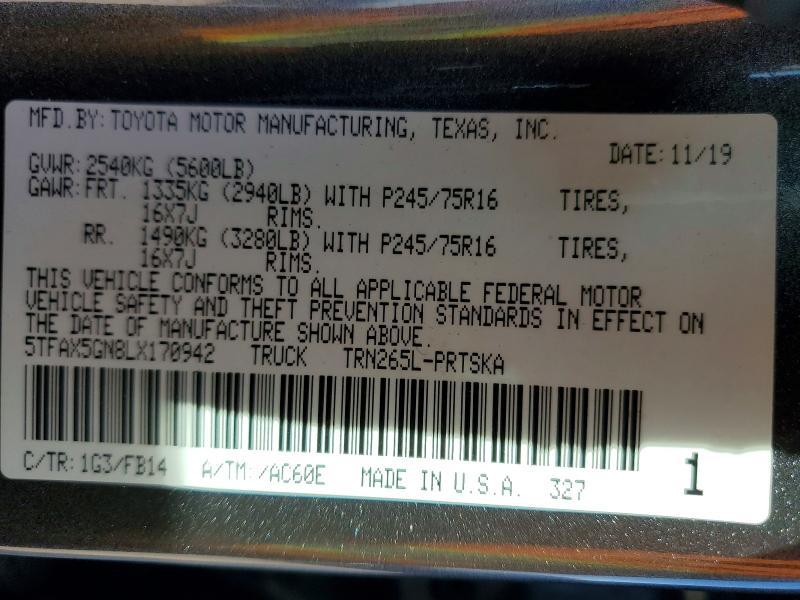 MFD.BY:TOYOTA MOTOR MANUFACTURING, TEXAS, INC.
DATE:11/19
GVWR:2540KG (5600LB)
GAWR:FRT. 1335KG (2940LB) WITH P245/75R16 TIRES,
16X7J RIMS.
RR. 1490KG (3280LB) WITH P245/75R16 TIRES,
16X7J RIMS.
THIS VEHICLE CONFORMS TO ALL APPLICABLE FEDERAL MOTOR
VEHICLE SAFETY AND THEFT PREVENTION STANDARDS IN EFFECT ON
THE DATE OF MANUFACTURE SHOWN ABOVE.
5TFAX5GN8LX170942 TRUCK TRN265L-PRTSKA
C/TR:1G3/FB14 A/TM:/AC60E MADE IN U.S.A. 327 1